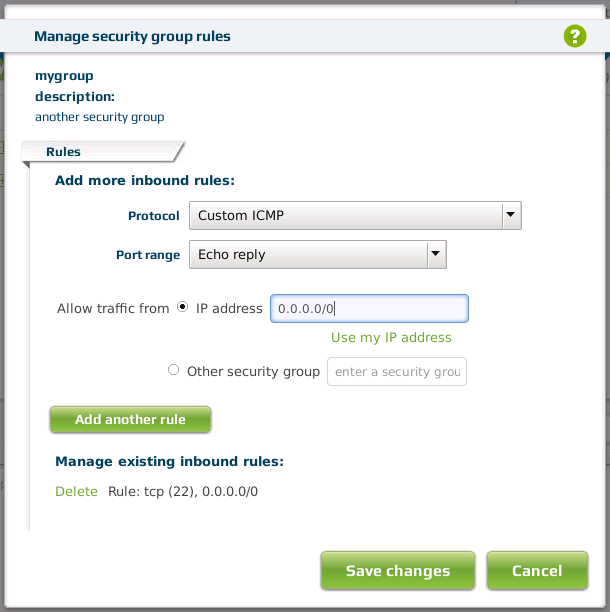 Manage security group rules
?
mygroup
description:
another security group
Rules
Add more inbound rules:
Protocol Custom ICMP
Port range Echo reply
Allow traffic from IP address 0.0.0.0/0
Use my IP address
Other security group enter a security grou
Add another rule
Manage existing inbound rules:
Delete Rule: tcp (22), 0.0.0.0/0
Save changes Cancel